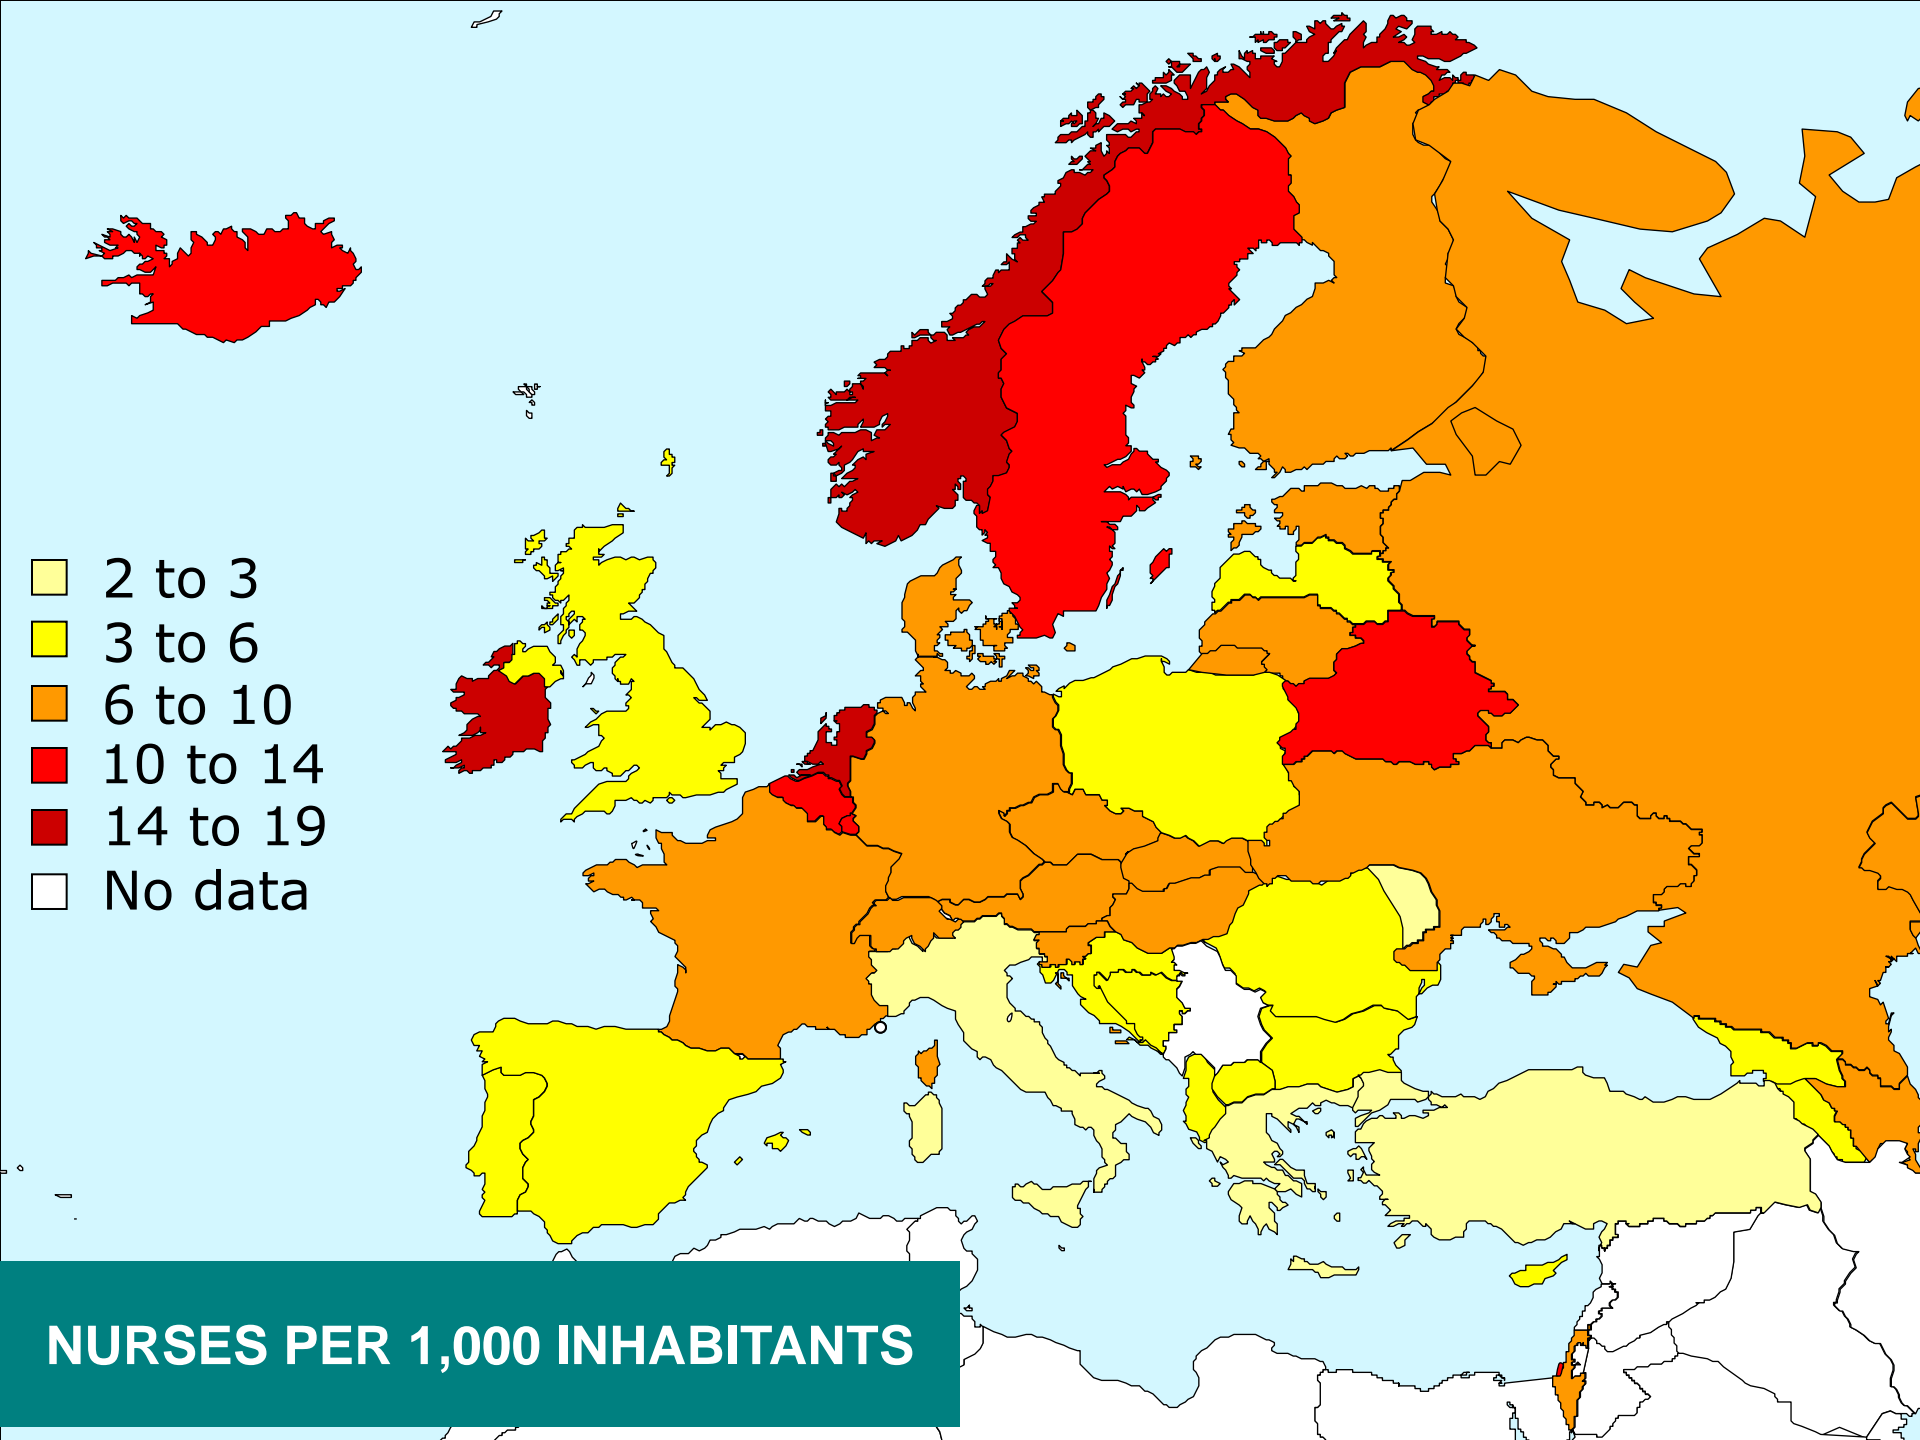 2 to 3
3 to 6
6 to 10
10 to 14
14 to 19
No data
NURSES PER 1,000 INHABITANTS